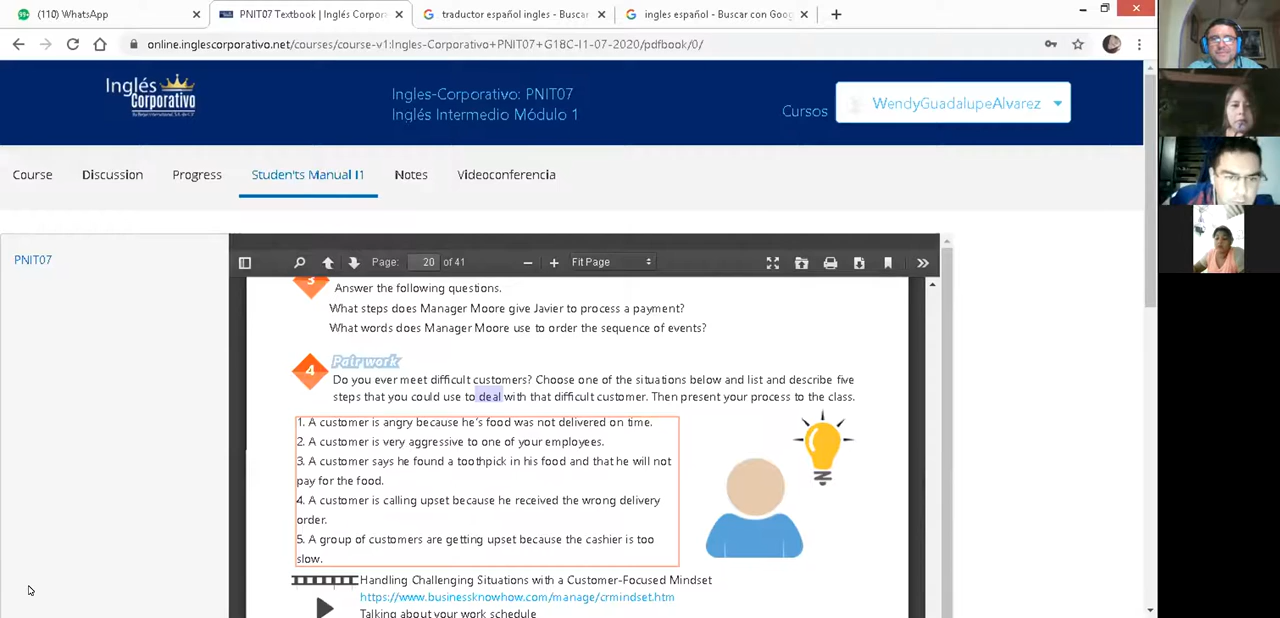 (110) WhatsApp
PNIT07 Textbook | Inglés Corpora
traductor español ingles - Buscar
ingles español - Buscar con Goog
online.inglescorporativo.net/courses/course-v1:Ingles-Corporativo+PNIT07+G18C-I1-07-2020/pdfbook/0/
Inglés
Corporativo
Ingles-Corporativo: PNIT07
Inglés Intermedio Módulo 1
Cursos
WendyGuadalupeAlvarez
Course
Discussion
Progress
Studen'ts Manual I1
Notes
Videoconferencia
PNIT07
Page: 20 of 41
Fit Page
3
Answer the following questions.
What steps does Manager Moore give Javier to process a payment?
What words does Manager Moore use to order the sequence of events?
4
Pair work
Do you ever meet difficult customers? Choose one of the situations below and list and describe five
steps that you could use to deal with that difficult customer. Then present your process to the class.
1. A customer is angry because he's food was not delivered on time.
2. A customer is very aggressive to one of your employees.
3. A customer says he found a toothpick in his food and that he will not
pay for the food.
4. A customer is calling upset because he received the wrong delivery
order.
5. A group of customers are getting upset because the cashier is too
slow.
Handling Challenging Situations with a Customer-Focused Mindset
https://www.businessknowhow.com/manage/crmindset.htm
Talking about your work schedule